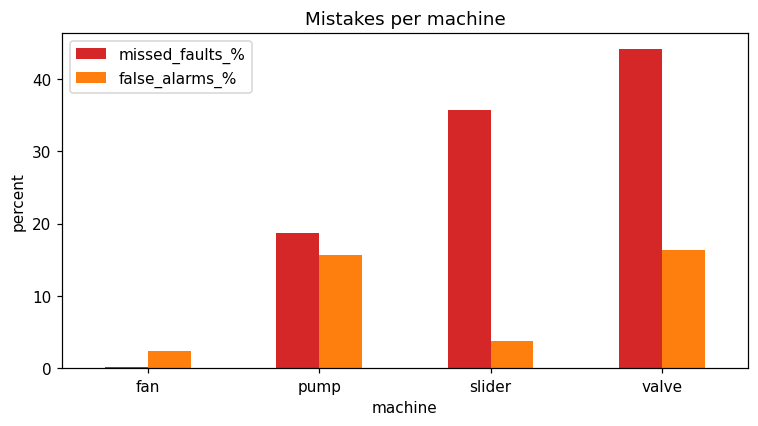 Mistakes per machine
missed_faults_%
false_alarms_%
percent
40
30
20
10
0
fan pump slider valve
machine